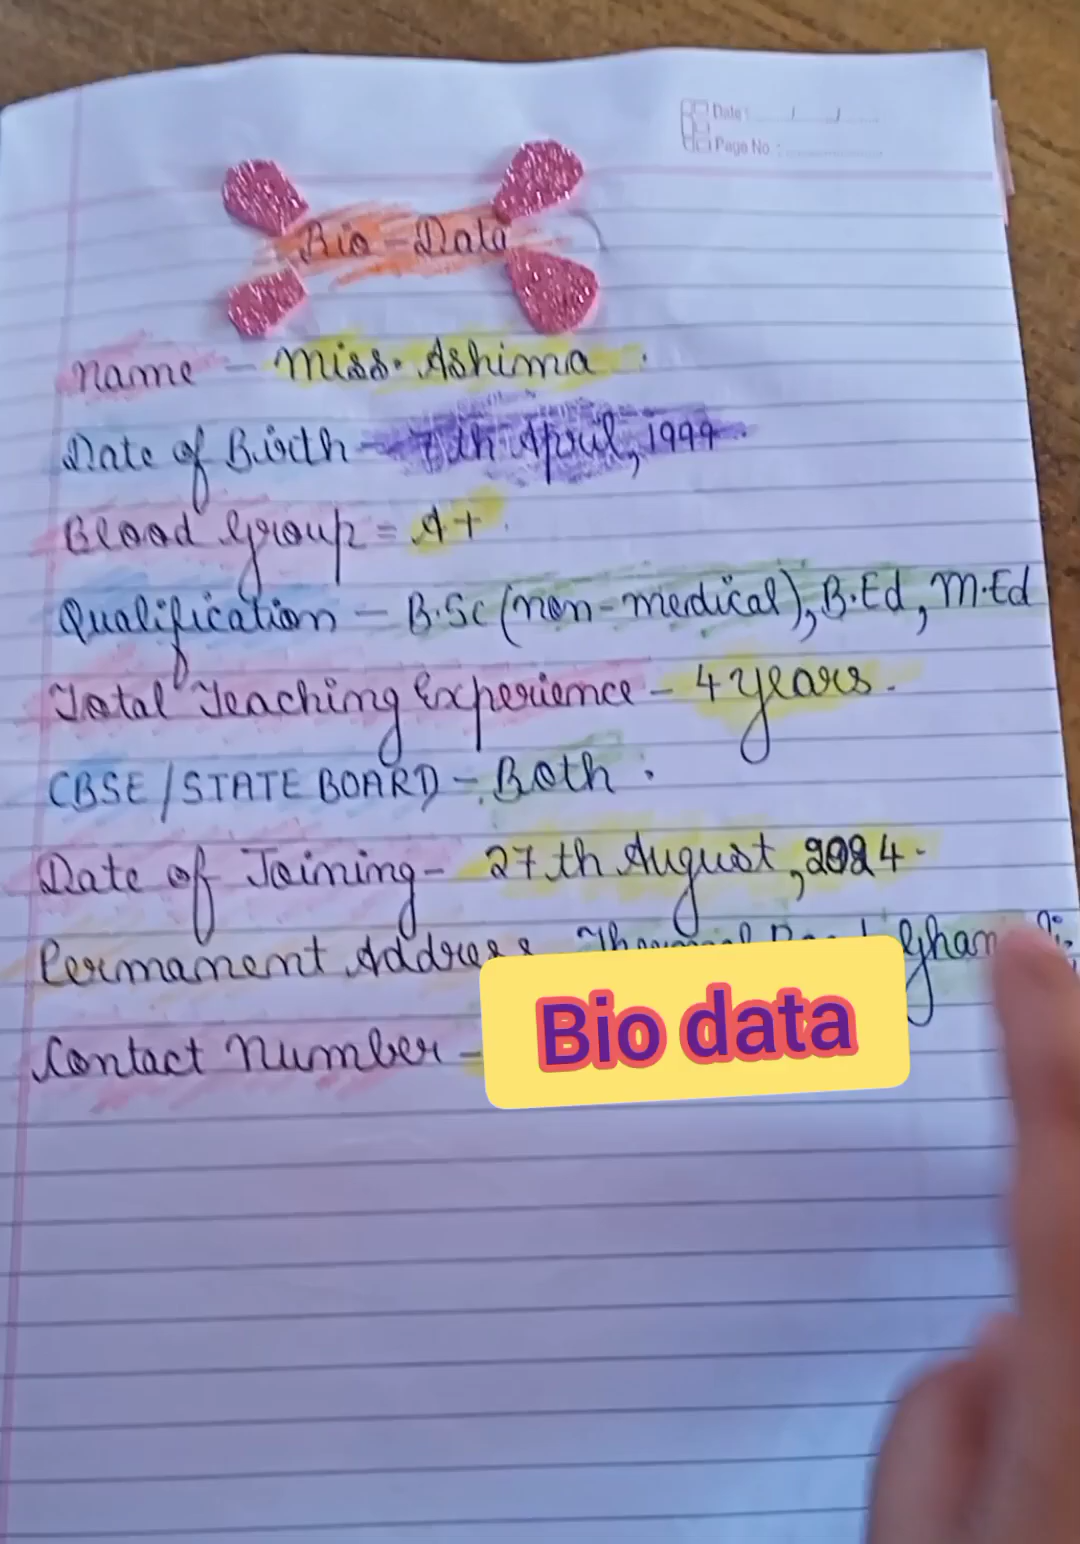 Date :
Page No. :
Bio - Data
Name - Miss. Ashima .
Date of Birth - 7th April, 1999.
Blood Group = A+ .
Qualification - B.Sc (non-medical), B.Ed, M.Ed
Total Teaching Experience - 4 years.
CBSE / STATE BOARD - Both .
Date of Joining - 27th August, 2024.
Permanent Address
Contact Number -
Bio data